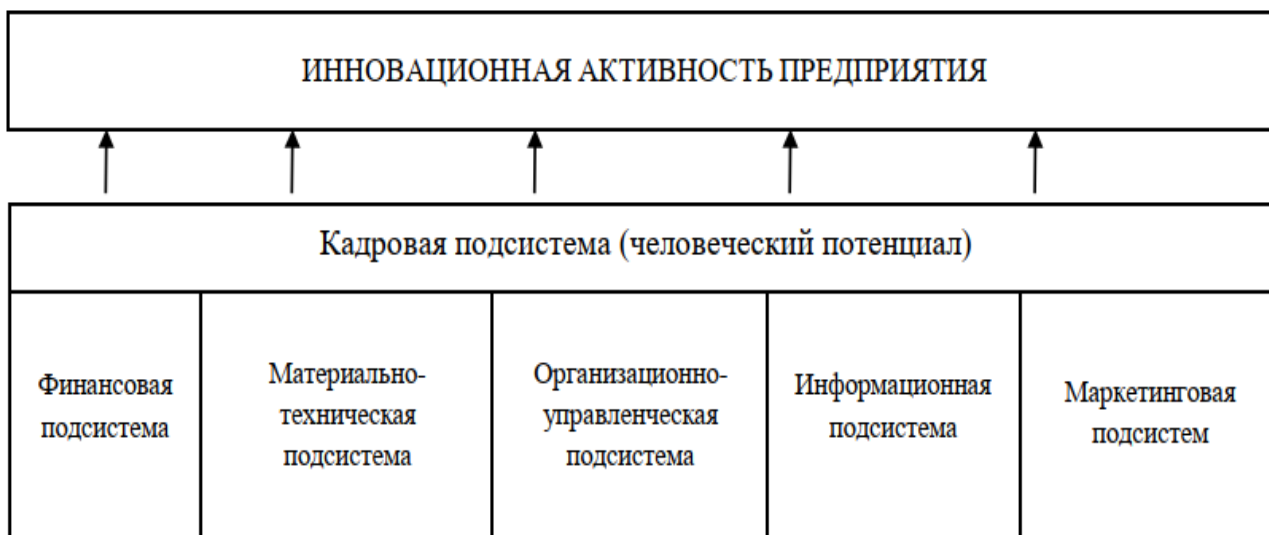 ИННОВАЦИОННАЯ АКТИВНОСТЬ ПРЕДПРИЯТИЯ
Кадровая подсистема (человеческий потенциал)
Финансовая
подсистема
Материально-
техническая
подсистема
Организационно-
управленческая
подсистема
Информационная
подсистема
Маркетинговая
подсистем